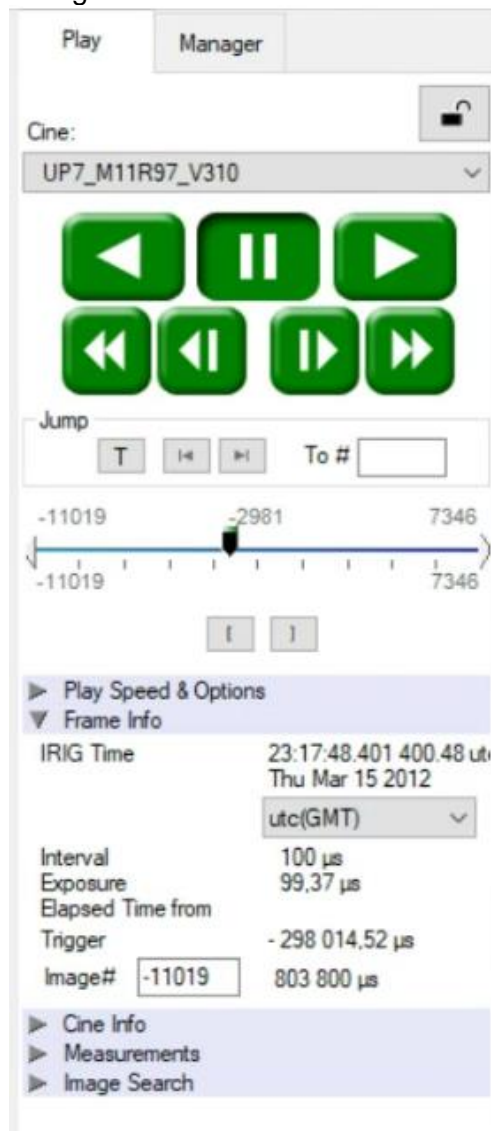 Play Manager
Cine:
UP7_M11R97_V310
Jump
T To #
-11019 -2981 7346
-11019 7346
[ ]
Play Speed & Options
Frame Info
IRIG Time 23:17:48.401 400.48 utc
Thu Mar 15 2012
utc(GMT)
Interval 100 µs
Exposure 99,37 µs
Elapsed Time from
Trigger - 298 014,52 µs
Image# -11019 803 800 µs
Cine Info
Measurements
Image Search